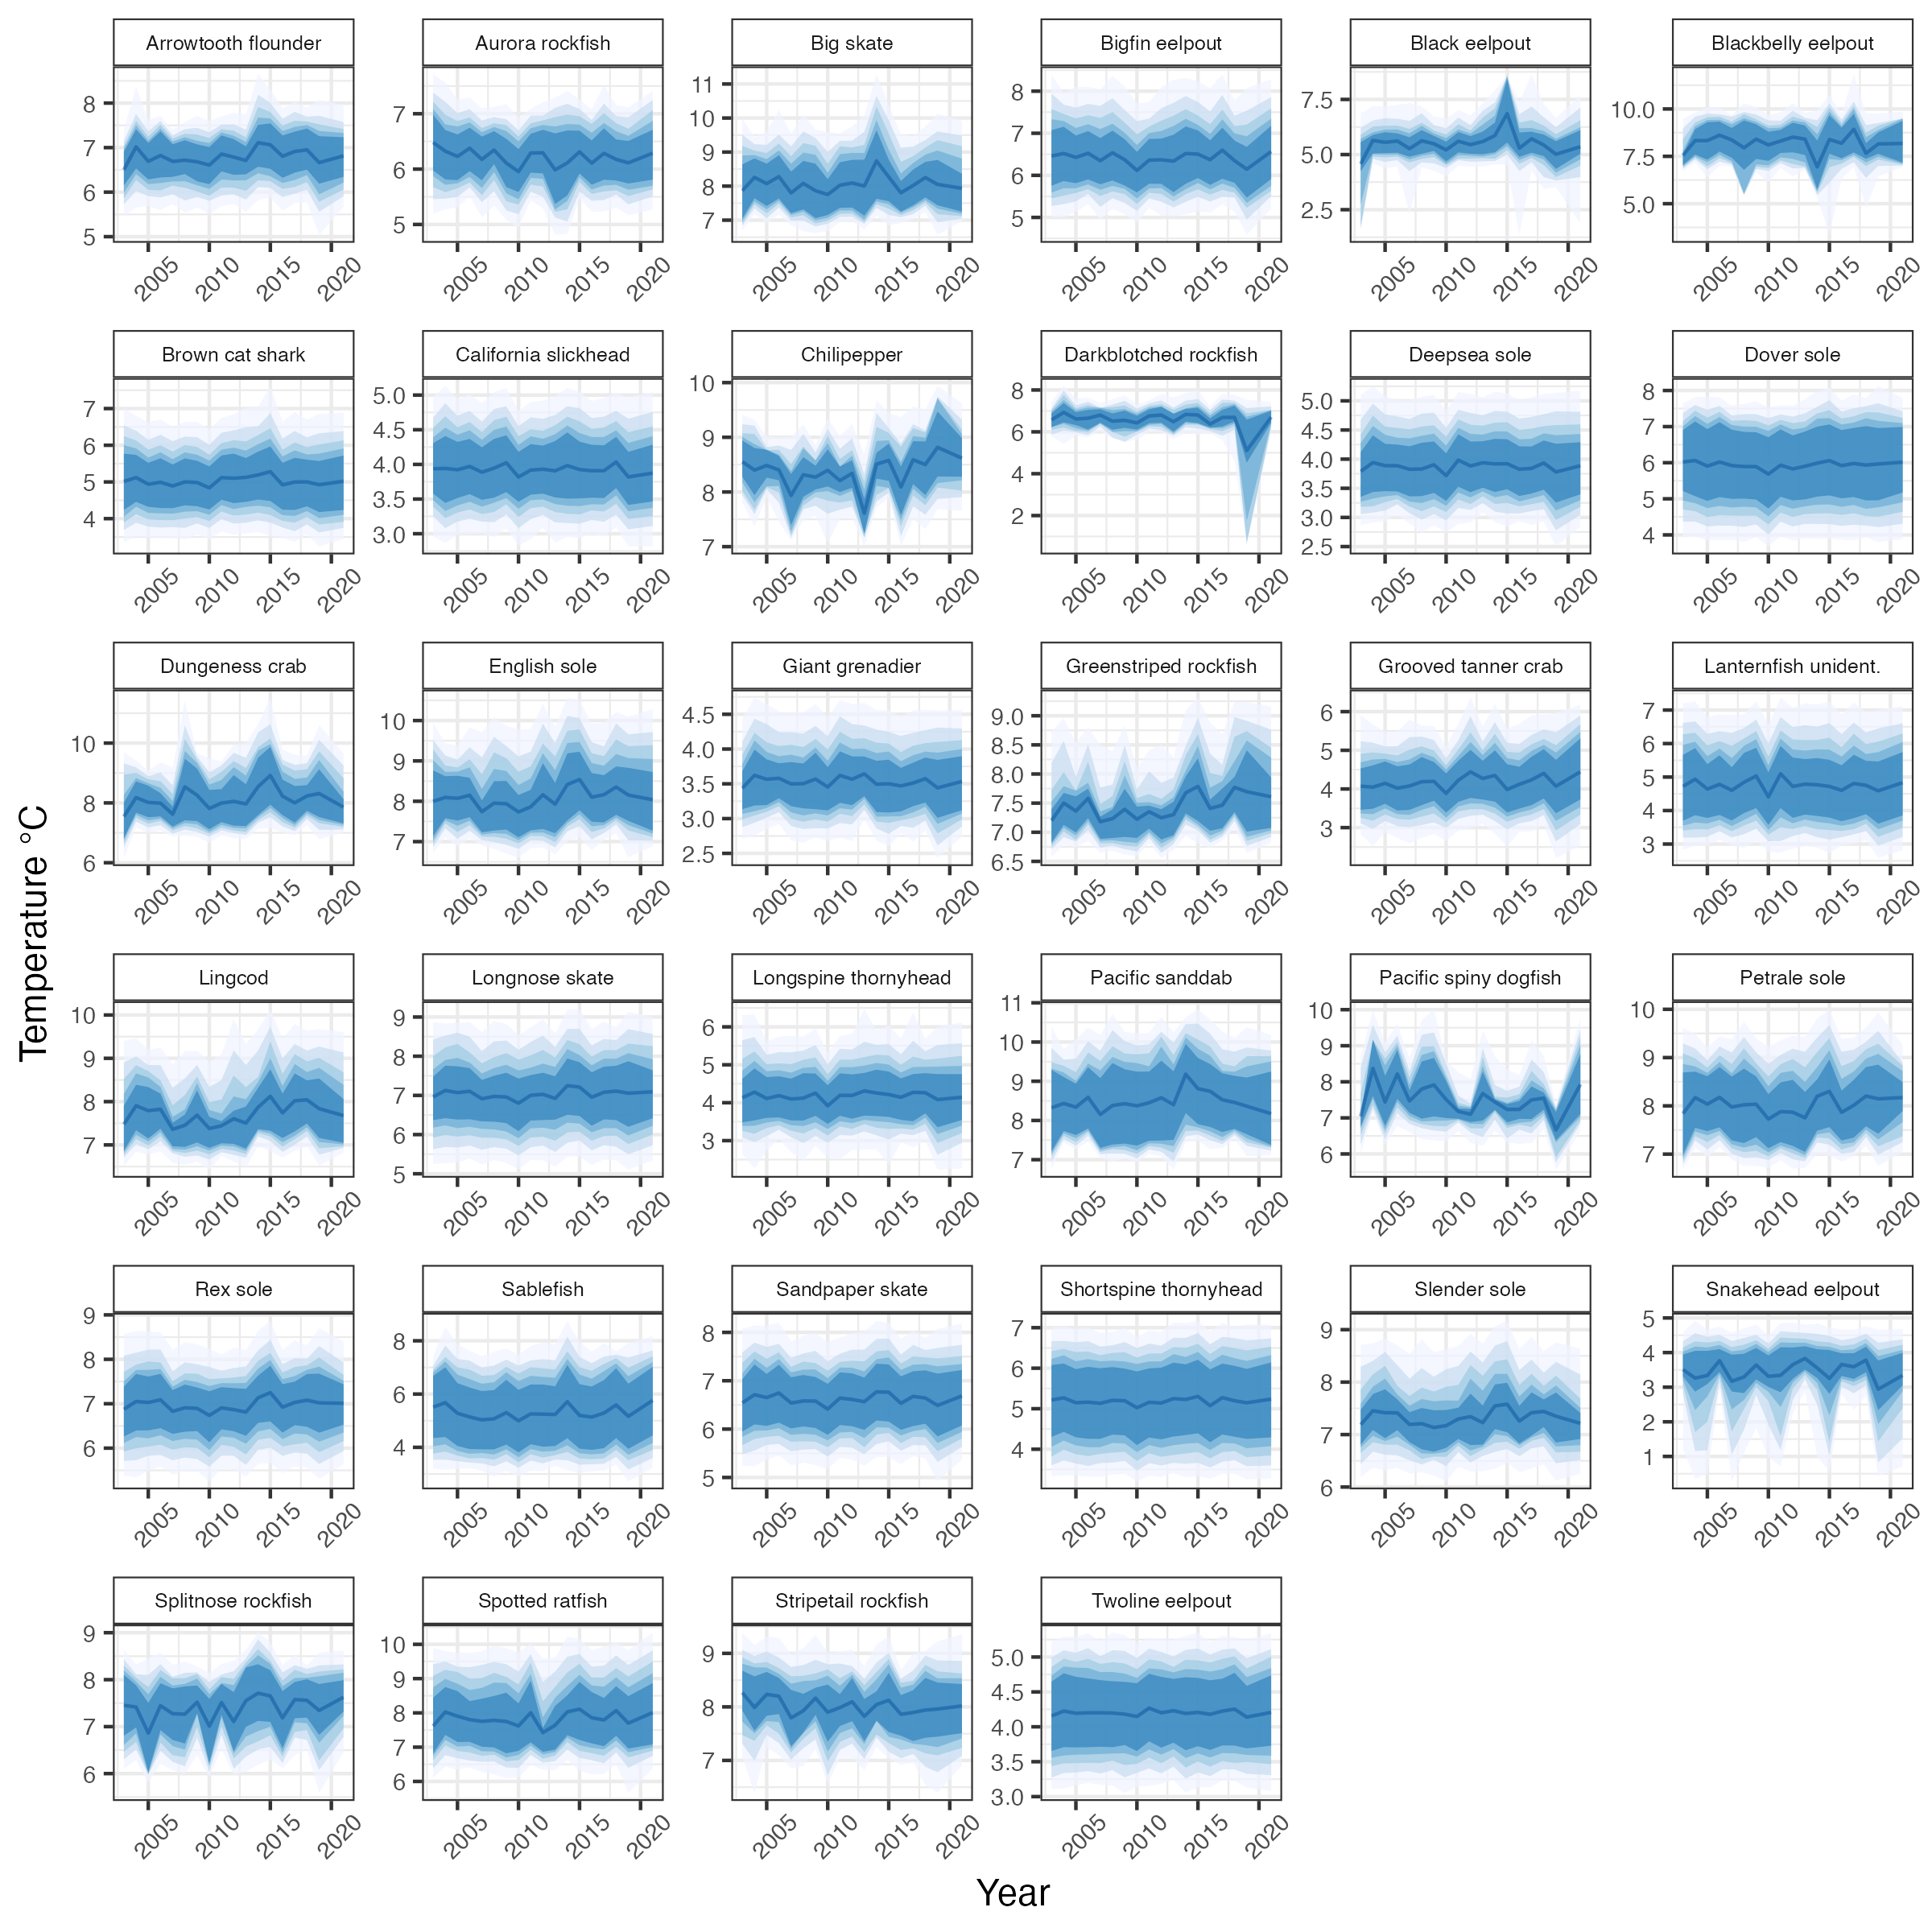 Arrowtooth flounder Aurora rockfish Big skate Bigfin eelpout Black eelpout Blackbelly eelpout
8 7 6 5
7 6 5
11 10 9 8 7
8 7 6 5
7.5 5.0 2.5
10.0 7.5 5.0
2005 2010 2015 2020 2005 2010 2015 2020 2005 2010 2015 2020 2005 2010 2015 2020 2005 2010 2015 2020 2005 2010 2015 2020
Brown cat shark California slickhead Chilipepper Darkblotched rockfish Deepsea sole Dover sole
7 6 5 4
5.0 4.5 4.0 3.5 3.0
10 9 8 7
8 6 4 2
5.0 4.5 4.0 3.5 3.0 2.5
8 7 6 5 4
2005 2010 2015 2020 2005 2010 2015 2020 2005 2010 2015 2020 2005 2010 2015 2020 2005 2010 2015 2020 2005 2010 2015 2020
Dungeness crab English sole Giant grenadier Greenstriped rockfish Grooved tanner crab Lanternfish unident.
10 8 6
10 9 8 7
4.5 4.0 3.5 3.0 2.5
9.0 8.5 8.0 7.5 7.0 6.5
6 5 4 3
7 6 5 4 3
2005 2010 2015 2020 2005 2010 2015 2020 2005 2010 2015 2020 2005 2010 2015 2020 2005 2010 2015 2020 2005 2010 2015 2020
Temperature °C
Lingcod Longnose skate Longspine thornyhead Pacific sanddab Pacific spiny dogfish Petrale sole
10 9 8 7
9 8 7 6 5
6 5 4 3
11 10 9 8 7
10 9 8 7 6
10 9 8 7
2005 2010 2015 2020 2005 2010 2015 2020 2005 2010 2015 2020 2005 2010 2015 2020 2005 2010 2015 2020 2005 2010 2015 2020
Rex sole Sablefish Sandpaper skate Shortspine thornyhead Slender sole Snakehead eelpout
9 8 7 6
8 6 4
8 7 6 5
7 6 5 4
9 8 7 6
5 4 3 2 1
2005 2010 2015 2020 2005 2010 2015 2020 2005 2010 2015 2020 2005 2010 2015 2020 2005 2010 2015 2020 2005 2010 2015 2020
Splitnose rockfish Spotted ratfish Stripetail rockfish Twoline eelpout
9 8 7 6
10 9 8 7 6
9 8 7
5.0 4.5 4.0 3.5 3.0
2005 2010 2015 2020 2005 2010 2015 2020 2005 2010 2015 2020 2005 2010 2015 2020
Year